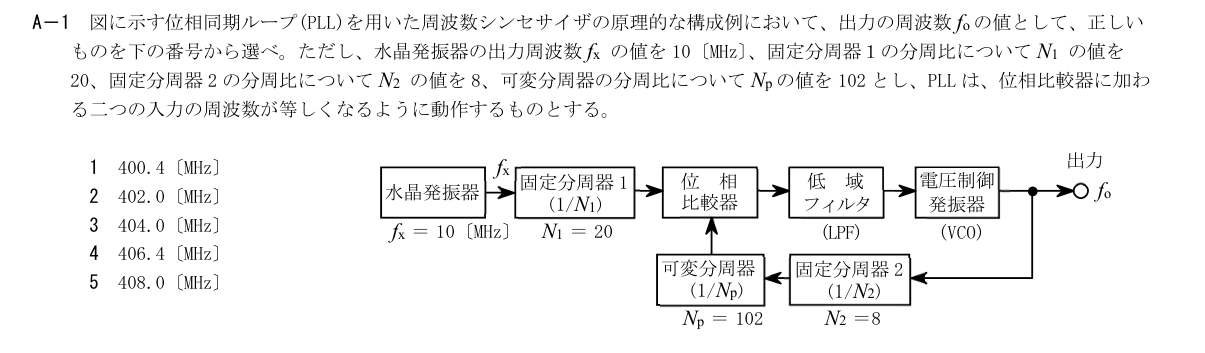 A-1 図に示す位相同期ループ(PLL)を用いた周波数シンセサイザの原理的な構成例において、出力の周波数foの値として、正しい
ものを下の番号から選べ。ただし、水晶発振器の出力周波数fx の値を 10〔MHz〕、固定分周器1の分周比についてN1 の値を
20、固定分周器2の分周比についてN2 の値を8、可変分周器の分周比についてNpの値を 102 とし、PLL は、位相比較器に加わ
る二つの入力の周波数が等しくなるように動作するものとする。
1 400.4〔MHz〕
2 402.0〔MHz〕
3 404.0〔MHz〕
4 406.4〔MHz〕
5 408.0〔MHz〕
水晶発振器
fx = 10〔MHz〕
fx
固定分周器1
(1/N1)
N1 = 20
位 相
比較器
低 域
フィルタ
(LPF)
電圧制御
発振器
(VCO)
出力
fo
可変分周器
(1/Np)
Np = 102
固定分周器2
(1/N2)
N2 =8